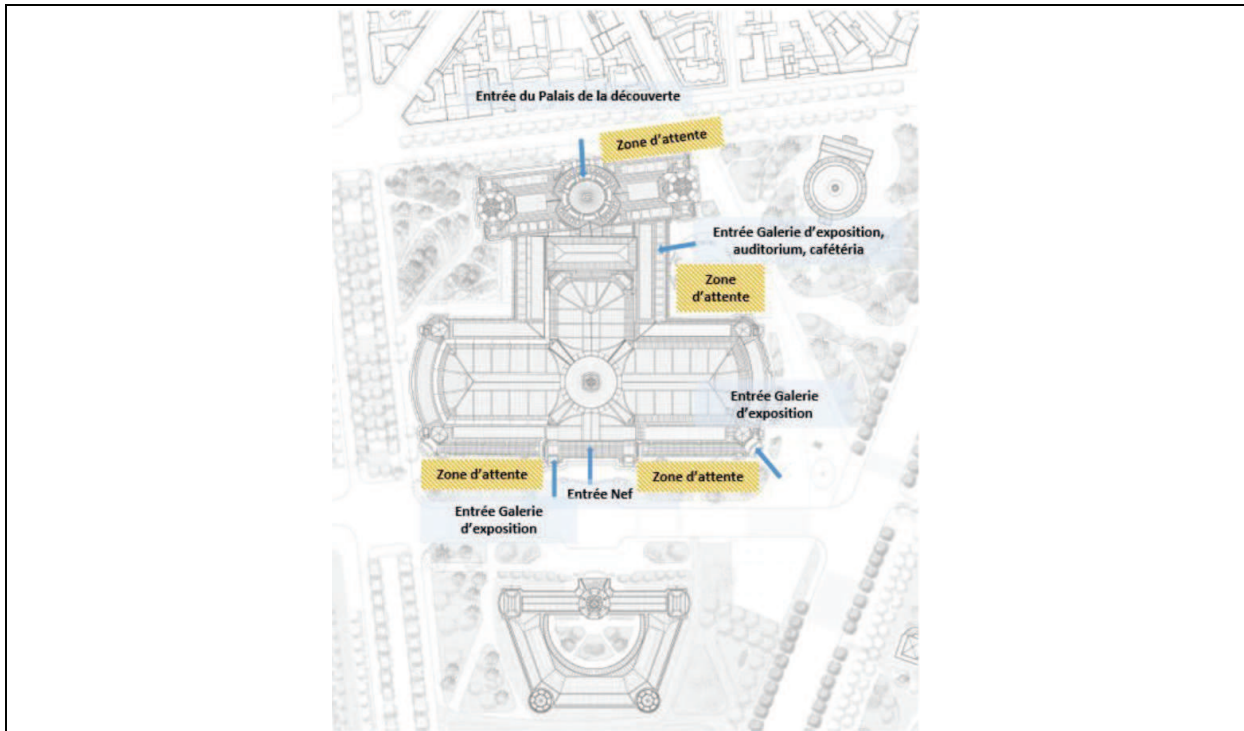 Entrée du Palais de la découverte
Zone d'attente
Entrée Galerie d'exposition,
auditorium, cafétéria
Zone
d'attente
Entrée Galerie
d'exposition
Zone d'attente
Zone d'attente
Entrée Nef
Entrée Galerie
d'exposition